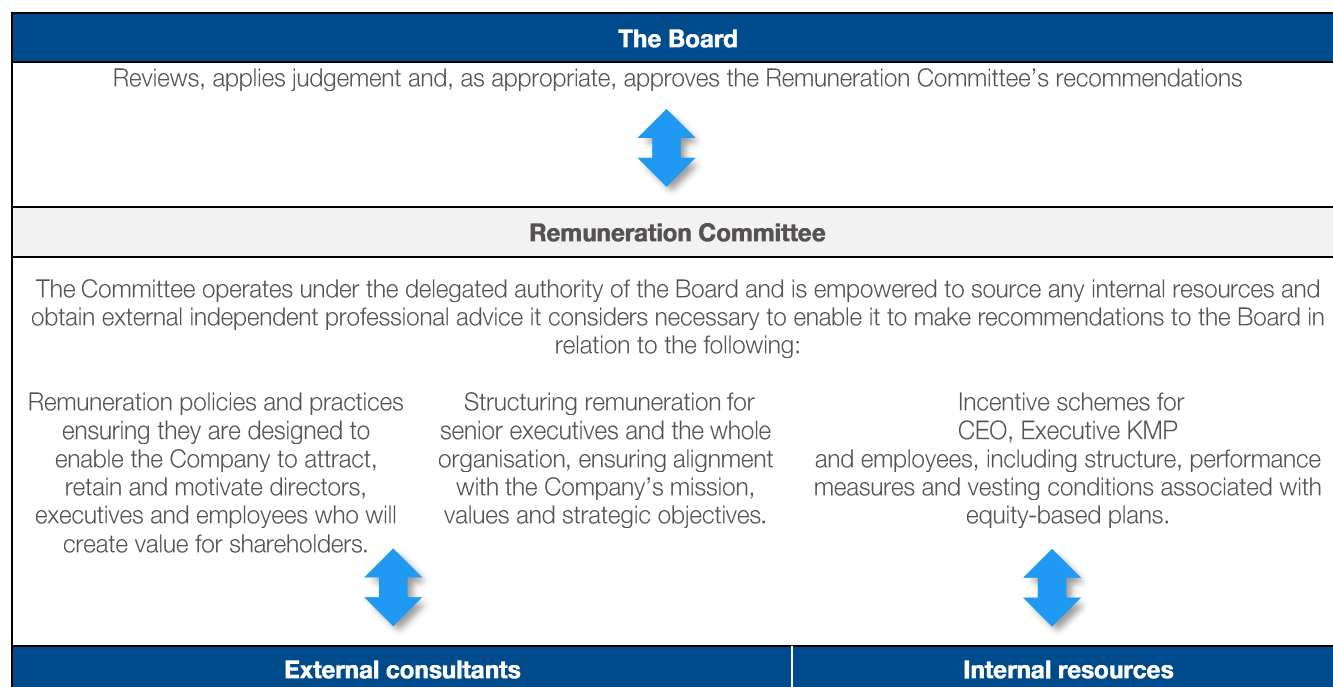 The Board
Reviews, applies judgement and, as appropriate, approves the Remuneration Committee’s recommendations
Remuneration Committee
The Committee operates under the delegated authority of the Board and is empowered to source any internal resources and
obtain external independent professional advice it considers necessary to enable it to make recommendations to the Board in
relation to the following:
Remuneration policies and practices
ensuring they are designed to
enable the Company to attract,
retain and motivate directors,
executives and employees who will
create value for shareholders.
Structuring remuneration for
senior executives and the whole
organisation, ensuring alignment
with the Company’s mission,
values and strategic objectives.
Incentive schemes for
CEO, Executive KMP
and employees, including structure, performance
measures and vesting conditions associated with
equity-based plans.
External consultants
Internal resources